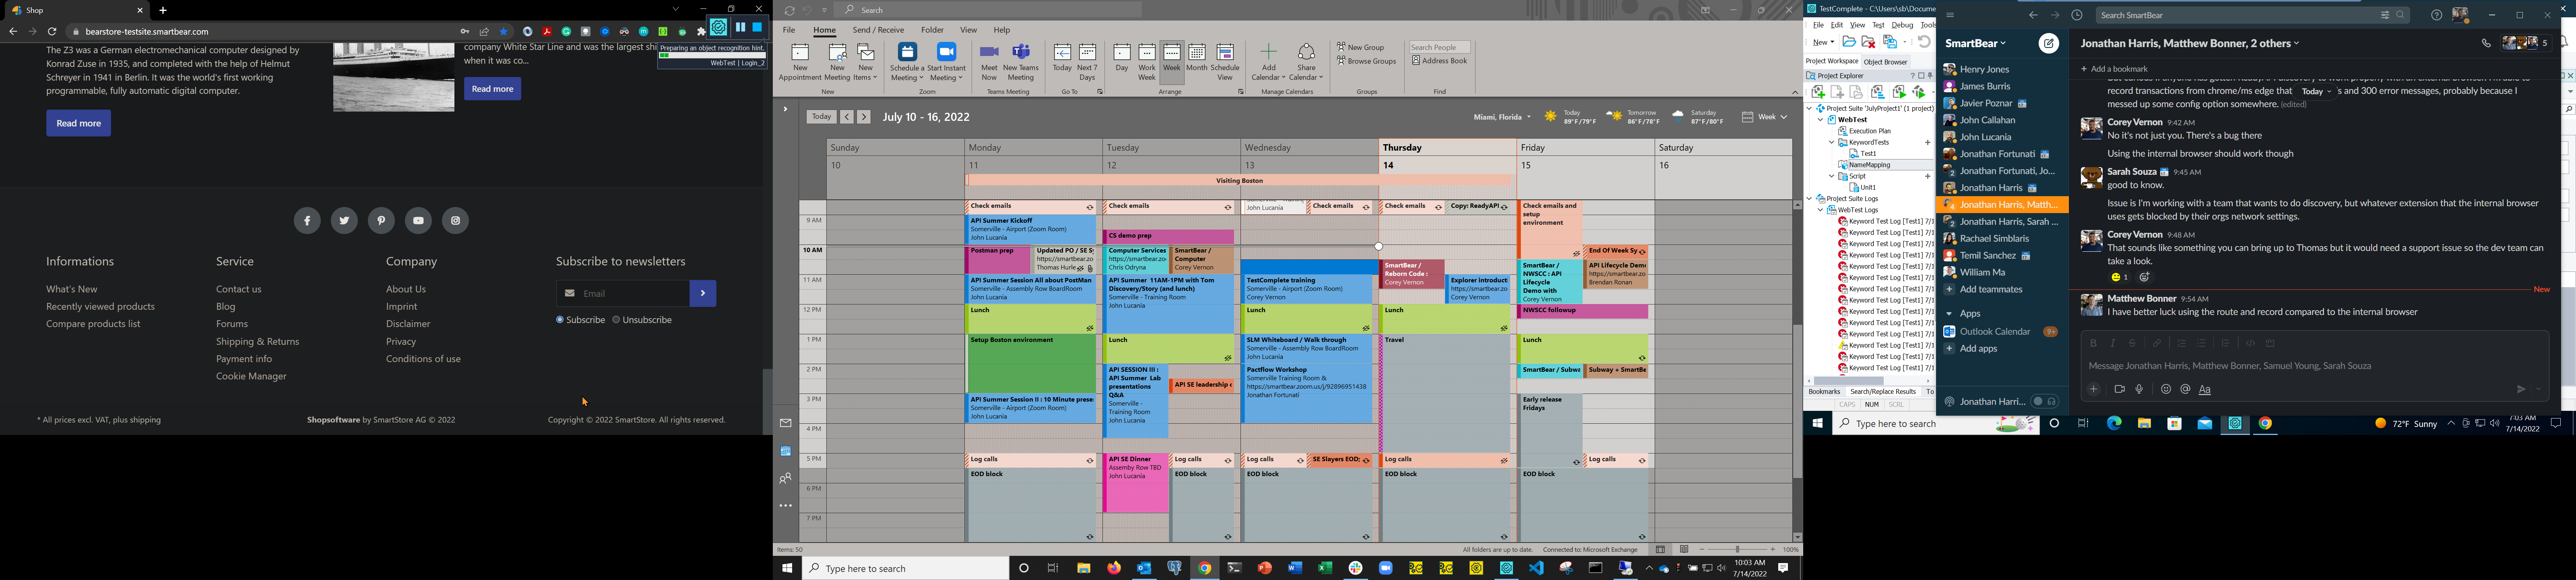 Shop
bearstore-testsite.smartbear.com
Preparing an object recognition hint.
WebTest | Login_2
The Z3 was a German electromechanical computer designed by
Konrad Zuse in 1935, and completed with the help of Helmut
Schreyer in 1941 in Berlin. It was the world's first working
programmable, fully automatic digital computer.
Read more
company White Star Line and was the largest shi
when it was co...
Read more
Informations
What's New
Recently viewed products
Compare products list
Service
Contact us
Blog
Forums
Shipping & Returns
Payment info
Cookie Manager
Company
About Us
Imprint
Disclaimer
Privacy
Conditions of use
Subscribe to newsletters
Email
Subscribe Unsubscribe
* All prices excl. VAT, plus shipping
Shopsoftware by SmartStore AG © 2022
Copyright © 2022 SmartStore. All rights reserved.
Search
File Home Send / Receive Folder View Help
New Appointment
New Meeting
New Items
Schedule a Meeting
Start Instant Meeting
Meet Now
New Teams Meeting
Today
Next 7 Days
Day
Work Week
Week
Month
Schedule View
Add Calendar
Share Calendar
New Group
Browse Groups
Search People
Address Book
New Zoom Teams Meeting Go To Arrange Manage Calendars Groups Find
Today
July 10 - 16, 2022
Miami, Florida
Today
89°F/79°F
Tomorrow
86°F/78°F
Saturday
87°F/80°F
Week
Sunday Monday Tuesday Wednesday Thursday Friday Saturday
10 11 12 13 14 15 16
Visiting Boston
9 AM
10 AM
11 AM
12 PM
1 PM
2 PM
3 PM
4 PM
5 PM
6 PM
7 PM
Check emails
API Summer Kickoff
Somerville - Airport (Zoom Room)
John Lucania
Postman prep
Updated PO / SE S
https://smartbear.zo
Thomas Hurle
API Summer Session All about PostMan
Somerville - Assembly Row BoardRoom
John Lucania
Lunch
Setup Boston environment
API Summer Session II : 10 Minute prese
Somerville - Airport (Zoom Room)
John Lucania
Log calls
EOD block
Check emails
CS demo prep
Computer Services
https://smartbear.zo
Chris Odryna
SmartBear /
Computer
Corey Vernon
API Summer 11AM-1PM with Tom
Discovery/Story (and lunch)
Somerville - Training Room
John Lucania
Lunch
API SESSION III :
API Summer Lab
presentations
Q&A
Somerville -
Training Room
John Lucania
API SE leadership c
API SE Dinner
Assemby Row TBD
John Lucania
Log calls
EOD block
John Lucania
Check emails
TestComplete training
Somerville - Airport (Zoom Room)
Corey Vernon
Lunch
SLM Whiteboard / Walk through
Somerville - Assembly Row BoardRoom
John Lucania
Pactflow Workshop
Somerville Training Room &
https://smartbear.zoom.us/j/92896951438
Jonathan Fortunati
Log calls
SE Slayers EOD;
EOD block
Check emails
Copy: ReadyAPI
SmartBear /
Reborn Code :
Corey Vernon
Explorer introduct
https://smartbear.zo
Corey Vernon
Lunch
Travel
Log calls
EOD block
Check emails and
setup
environment
End Of Week Sy
SmartBear /
NWSCC : API
Lifecycle
Demo with
Corey Vernon
API Lifecycle Dem
https://smartbear.zo
Brendan Ronan
NWSCC followup
Lunch
SmartBear / Subw
Subway + SmartBe
Early release
Fridays
Log calls
EOD block
Items: 50
All folders are up to date. Connected to: Microsoft Exchange
100%
Type here to search
10:03 AM
7/14/2022
TestComplete - C:\Users\sb\Docume
File Edit View Test Debug Tools
New
Project Workspace Object Browser
Project Explorer
Project Suite 'JulyProject1' (1 project)
WebTest
Execution Plan
KeywordTests
Test1
NameMapping
Script
Unit1
Project Suite Logs
WebTest Logs
Keyword Test Log [Test1] 7/1
Keyword Test Log [Test1] 7/1
Keyword Test Log [Test1] 7/1
Keyword Test Log [Test1] 7/1
Keyword Test Log [Test1] 7/1
Keyword Test Log [Test1] 7/1
Keyword Test Log [Test1] 7/1
Keyword Test Log [Test1] 7/1
Keyword Test Log [Test1] 7/1
Keyword Test Log [Test1] 7/1
Keyword Test Log [Test1] 7/1
Keyword Test Log [Test1] 7/1
Keyword Test Log [Test1] 7/1
Keyword Test Log [Test1] 7/1
Bookmarks Search/Replace Results To
CAPS NUM SCRL
Search SmartBear
SmartBear
Henry Jones
James Burris
Javier Poznar
John Callahan
John Lucania
Jonathan Fortunati
Jonathan Fortunati, Jo...
Jonathan Harris
Jonathan Harris, Matth...
Jonathan Harris, Sarah ...
Rachael Simblaris
Temil Sanchez
William Ma
Add teammates
Apps
Outlook Calendar 9+
Add apps
Jonathan Harri...
Jonathan Harris, Matthew Bonner, 2 others
5
Add a bookmark
record transactions from chrome/ms edge that
Today
s and 300 error messages, probably because I
messed up some config option somewhere. (edited)
Corey Vernon 9:42 AM
No it's not just you. There's a bug there
Using the internal browser should work though
Sarah Souza 9:45 AM
good to know.
Issue is I'm working with a team that wants to do discovery, but whatever extension that the internal browser
uses gets blocked by their orgs network settings.
Corey Vernon 9:48 AM
That sounds like something you can bring up to Thomas but it would need a support issue so the dev team can
take a look.
1
New
Matthew Bonner 9:54 AM
I have better luck using the route and record compared to the internal browser
Message Jonathan Harris, Matthew Bonner, Samuel Young, Sarah Souza
Type here to search
72°F Sunny
7:03 AM
7/14/2022